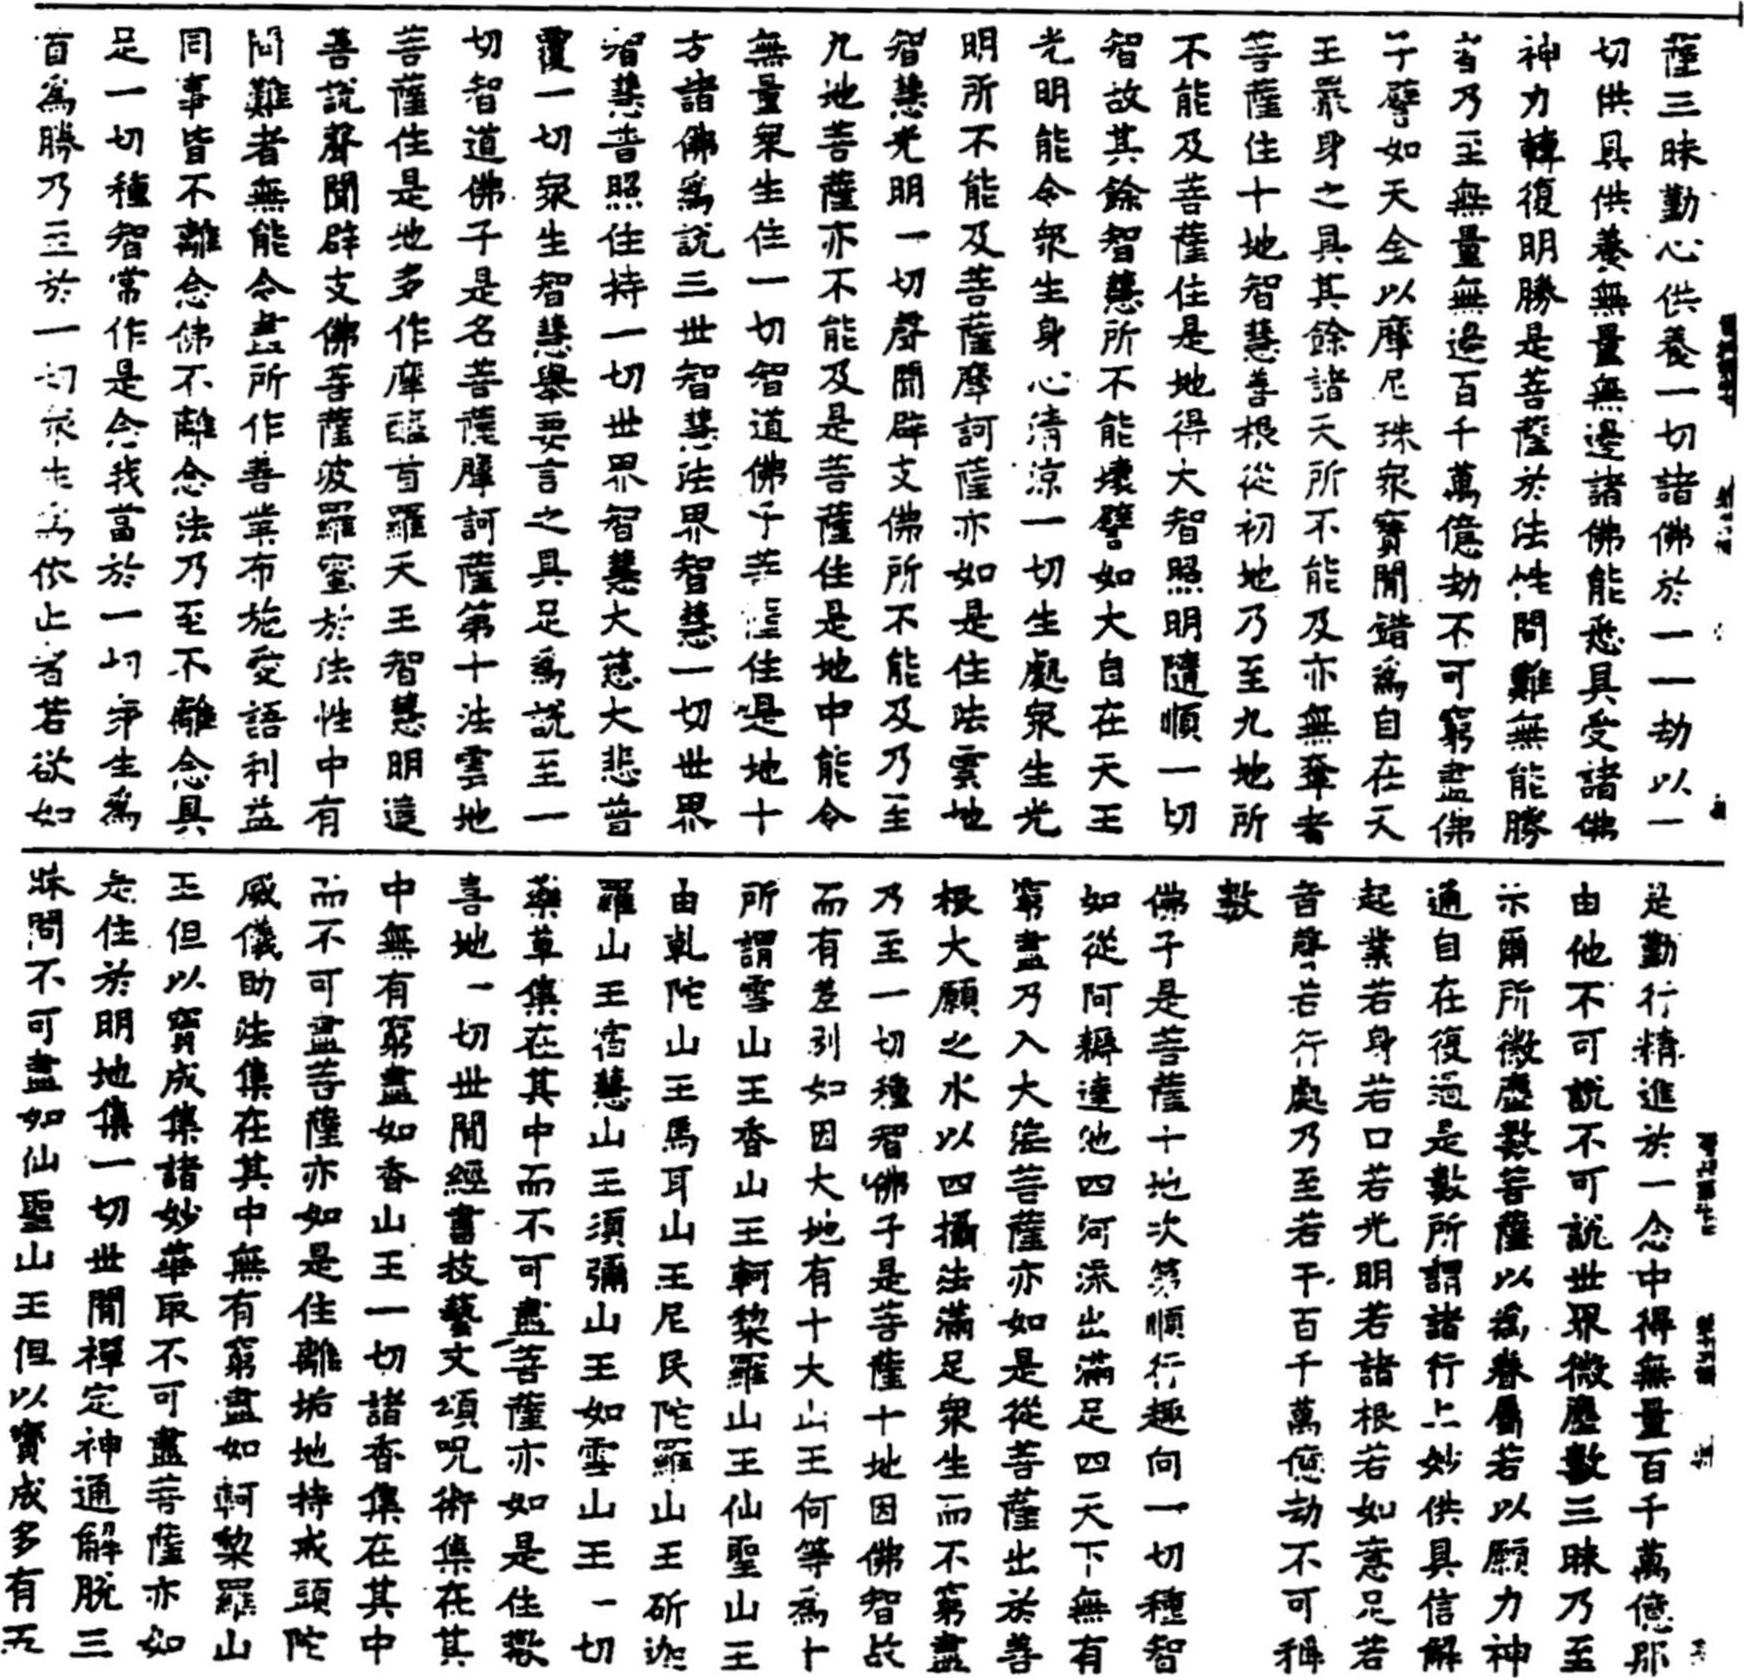 薩三昧勤心供養一切諸佛於一一劫以一
切供具供養無量無邊諸佛能悉具受諸佛
神力轉復明勝是菩薩於法性問難無能勝
者乃至無量無邊百千萬億劫不可窮盡佛
子譬如天金以摩尼珠眾寶閒錯爲自在天
王嚴身之具其餘諸天所不能及亦無奪者
菩薩住十地智慧善根從初地乃至九地所
不能及菩薩住是地得大智照明隨順一切
智故其餘智慧所不能壞譬如大自在天王
光明能令眾生身心清涼一切生處眾生光
明所不能及菩薩摩訶薩亦如是住法雲地
智慧光明一切聲聞辟支佛所不能及乃至
九地菩薩亦不能及是菩薩住是地中能令
無量眾生住一切智道佛子菩薩住是地十
方諸佛爲說三世智慧法界智慧一切世界
智慧普照住持一切世界智慧大慈大悲普
覆一切眾生智慧舉要言之具足爲說至一
切智道佛子是名菩薩摩訶薩第十法雲地
菩薩住是地多作摩醯首羅天王智慧明達
善說聲聞辟支佛菩薩波羅蜜於法性中有
問難者無能令盡所作善業布施愛語利益
同事皆不離念佛不離念法乃至不離念具
足一切種智常作是念我當於一切眾生爲
首爲勝乃至於一切眾生爲依止者若欲如
是勤行精進於一念中得無量百千萬億那
由他不可說不可說世界微塵數三昧乃至
示爾所微塵數菩薩以爲眷屬若以願力神
通自在復過是數所謂諸行上妙供具信解
起業若身若口若光明若諸根若如意足若
音聲若行處乃至若干百千萬億劫不可稱
數
佛子是菩薩十地次第順行趣向一切種智
如從阿耨達池四河流出滿足四天下無有
窮盡乃入大海菩薩亦如是從菩薩出於善
根大願之水以四攝法滿足眾生而不窮盡
乃至一切種智佛子是菩薩十地因佛智故
而有差別如因大地有十大山王何等爲十
所謂雪山王香山王軻梨羅山王仙聖山王
由乾陀山王馬耳山王尼民陀羅山王斫迦
羅山王宿慧山王須彌山王如雪山王一切
藥草集在其中而不可盡菩薩亦如是住歡
喜地一切世閒經書技藝文頌呪術集在其
中無有窮盡如香山王一切諸香集在其中
而不可盡菩薩亦如是住離垢地持戒頭陀
威儀助法集在其中無有窮盡如軻梨羅山
王但以寶成集諸妙華取不可盡菩薩亦如
是住於明地集一切世閒禪定神通解脫三
昧問不可盡如仙聖山王但以寶成多有五